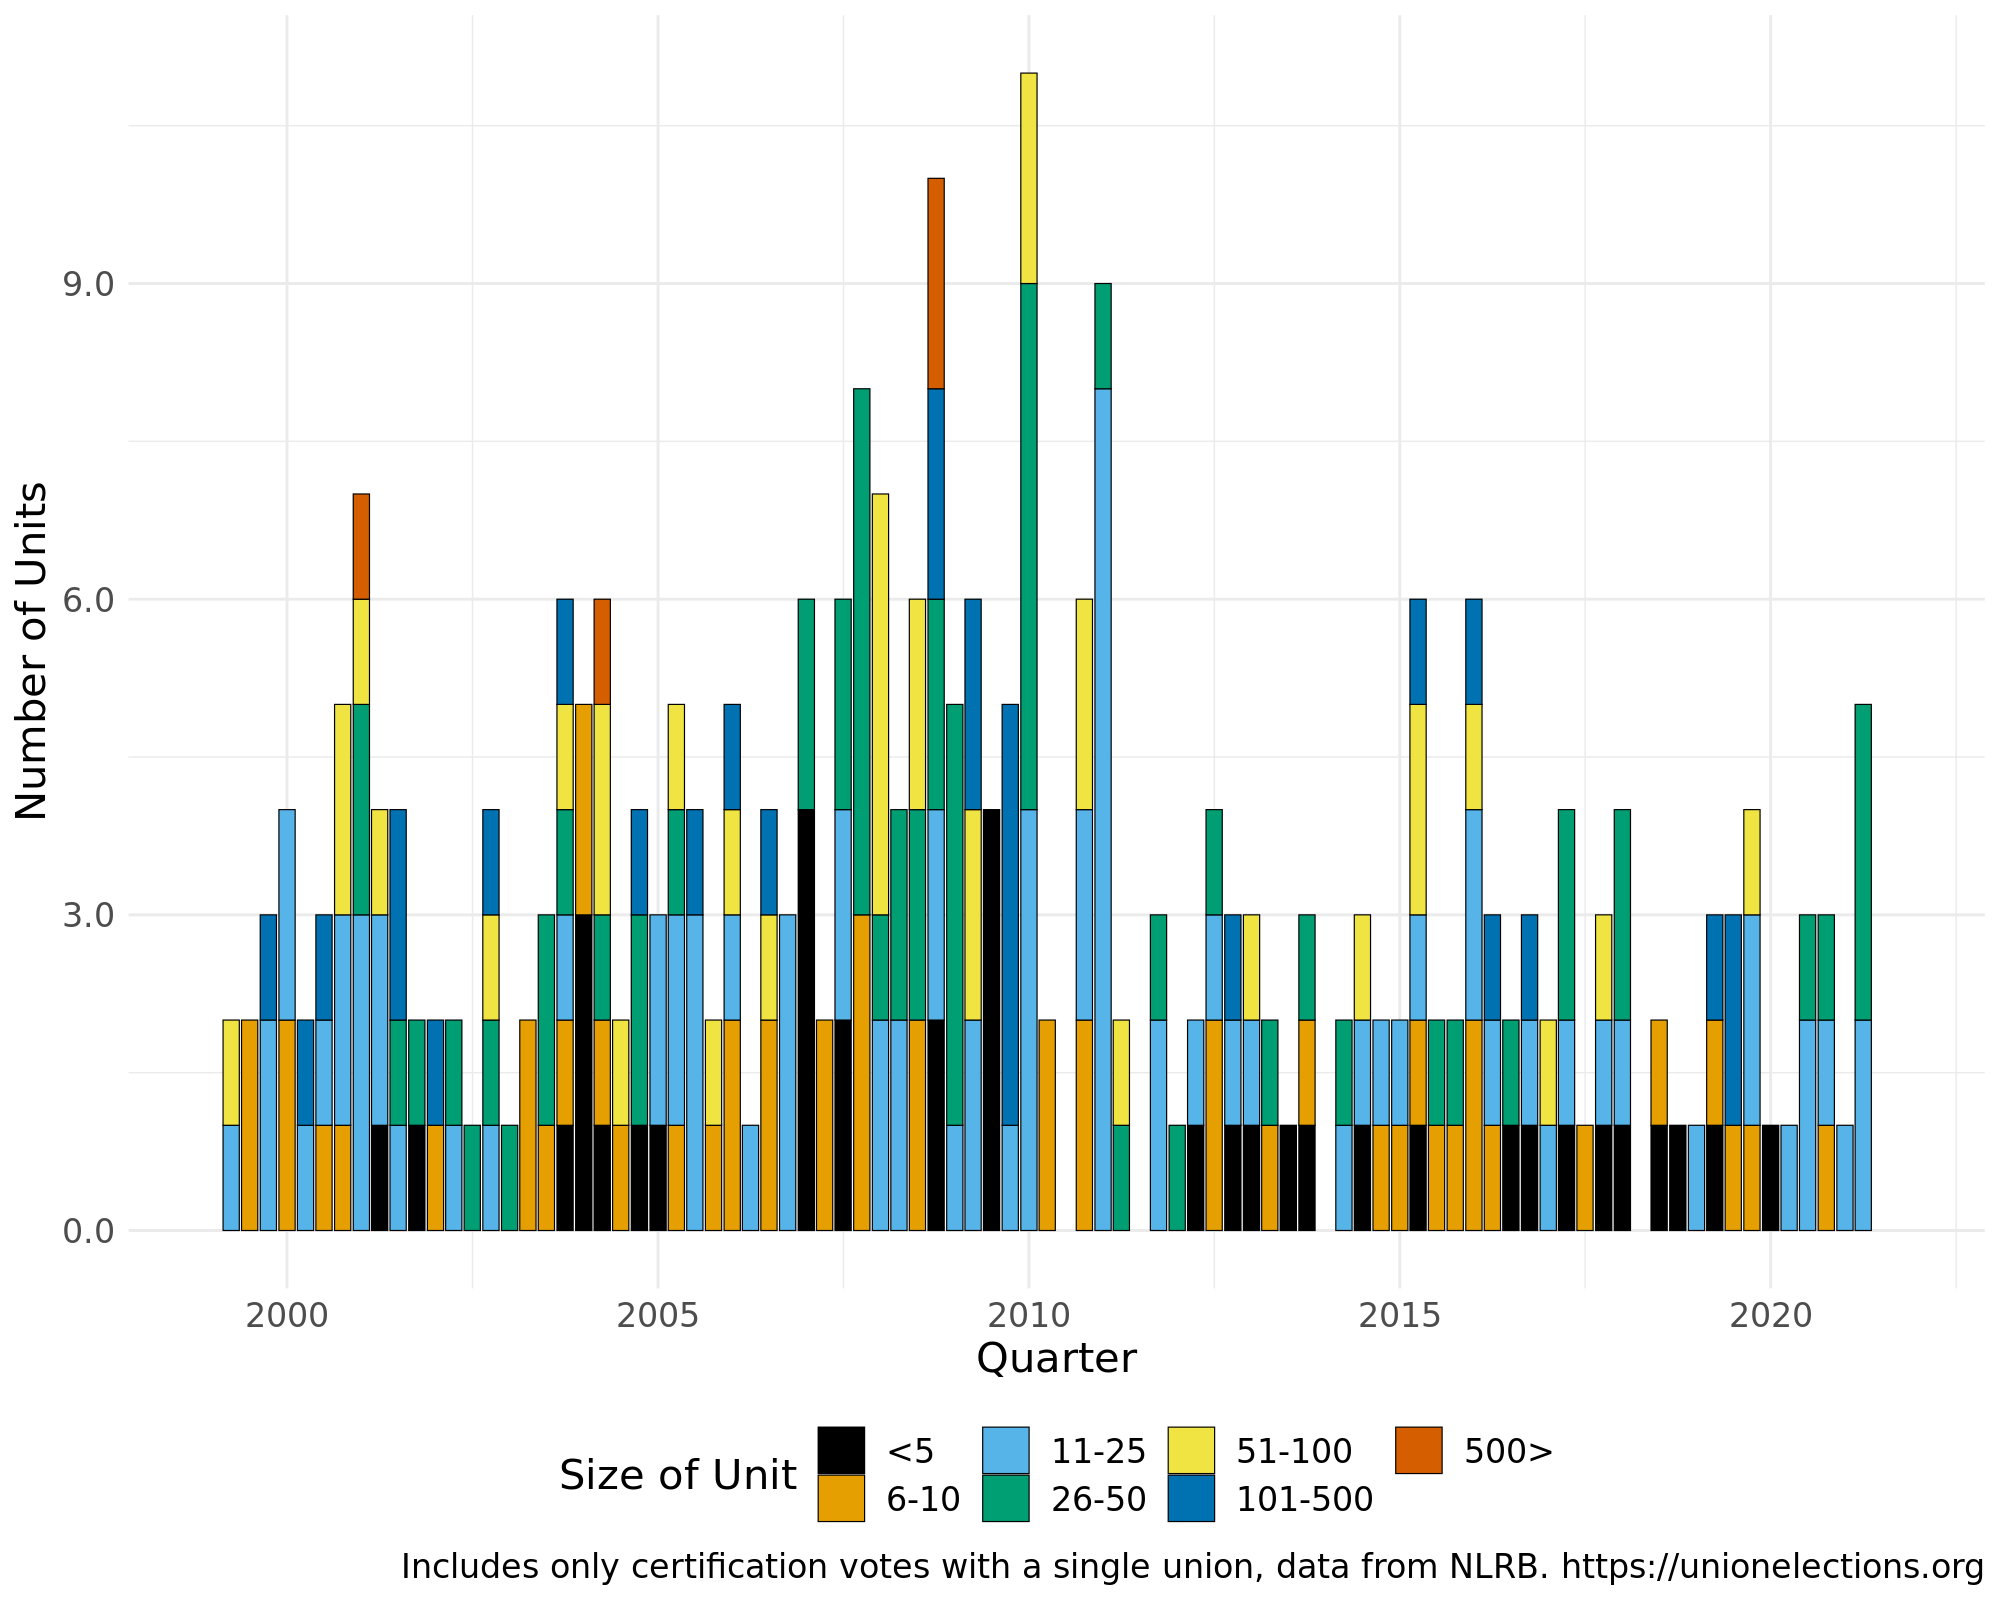 9.0
6.0
3.0
0.0
Number of Units
2000 2005 2010 2015 2020
Quarter
Size of Unit
<5 11-25 51-100 500>
6-10 26-50 101-500
Includes only certification votes with a single union, data from NLRB. https://unionelections.org